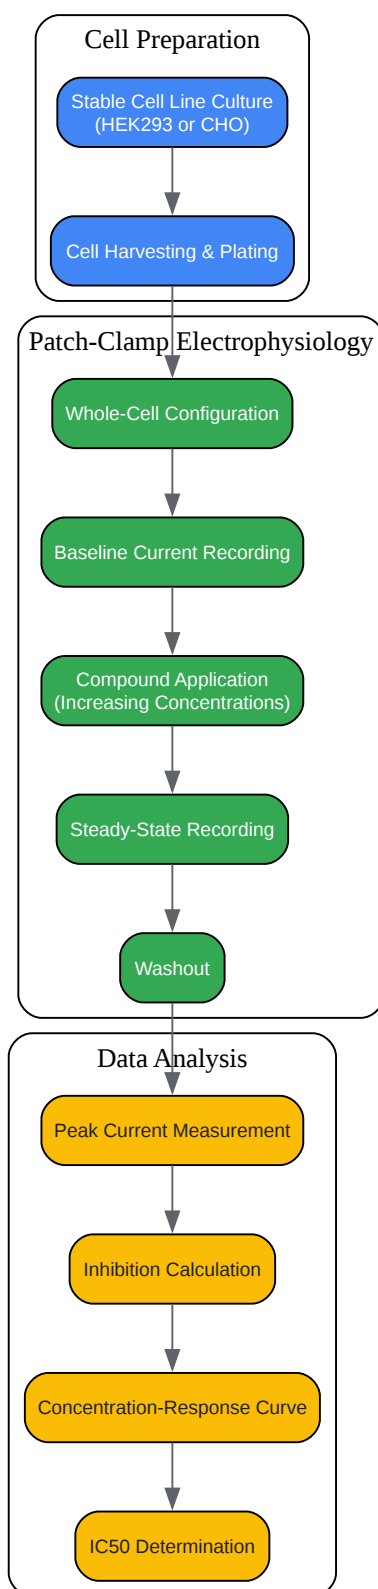 Cell Preparation
Stable Cell Line Culture
(HEK293 or CHO)
Cell Harvesting & Plating
Patch-Clamp Electrophysiology
Whole-Cell Configuration
Baseline Current Recording
Compound Application
(Increasing Concentrations)
Steady-State Recording
Washout
Data Analysis
Peak Current Measurement
Inhibition Calculation
Concentration-Response Curve
IC50 Determination